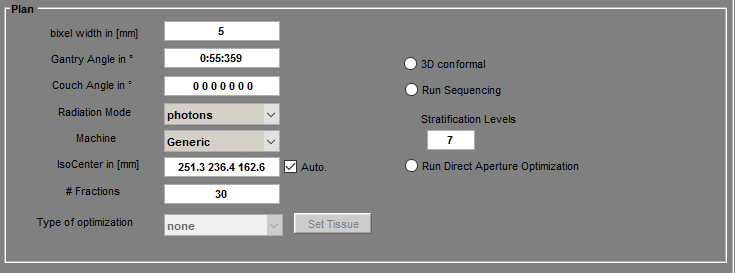 Plan
bixel width in [mm] 5
Gantry Angle in ° 0:55:359
Couch Angle in ° 0 0 0 0 0 0 0
Radiation Mode photons
Machine Generic
IsoCenter in [mm] 251.3 236.4 162.6 Auto.
# Fractions 30
Type of optimization none Set Tissue
3D conformal
Run Sequencing
Stratification Levels
7
Run Direct Aperture Optimization